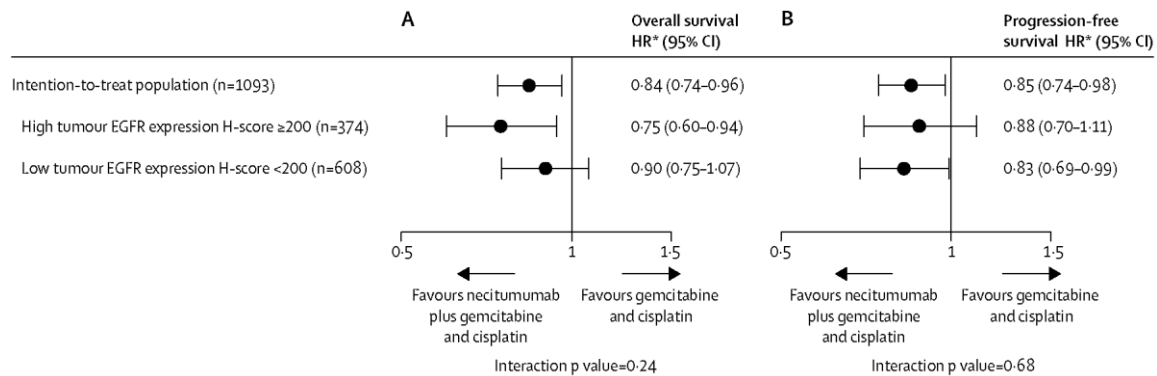 A
Overall survival
HR* (95% CI)
B
Progression-free
survival HR* (95% CI)
Intention-to-treat population (n=1093)
0·84 (0·74–0·96)
0·85 (0·74–0·98)
High tumour EGFR expression H-score ≥200 (n=374)
0·75 (0·60–0·94)
0·88 (0·70–1·11)
Low tumour EGFR expression H-score <200 (n=608)
0·90 (0·75–1·07)
0·83 (0·69–0·99)
0·5
1
1·5
0·5
1
1·5
Favours necitumumab
plus gemcitabine
and cisplatin
Favours gemcitabine
and cisplatin
Favours necitumumab
plus gemcitabine
and cisplatin
Favours gemcitabine
and cisplatin
Interaction p value=0·24
Interaction p value=0·68